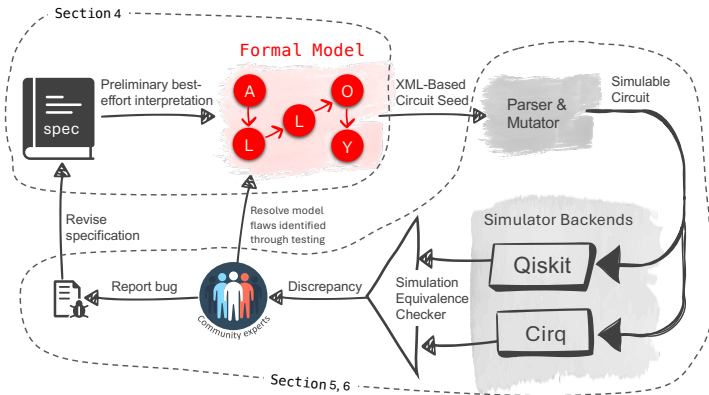 Section 4
Formal Model
spec
Preliminary best-
effort interpretation
A
L
L
O
Y
XML-Based
Circuit Seed
Parser &
Mutator
Simulable
Circuit
Revise
specification
Resolve model
flaws identified
through testing
Simulator Backends
Qiskit
Cirq
Simulation
Equivalence
Checker
Discrepancy
Report bug
Community experts
Section 5, 6